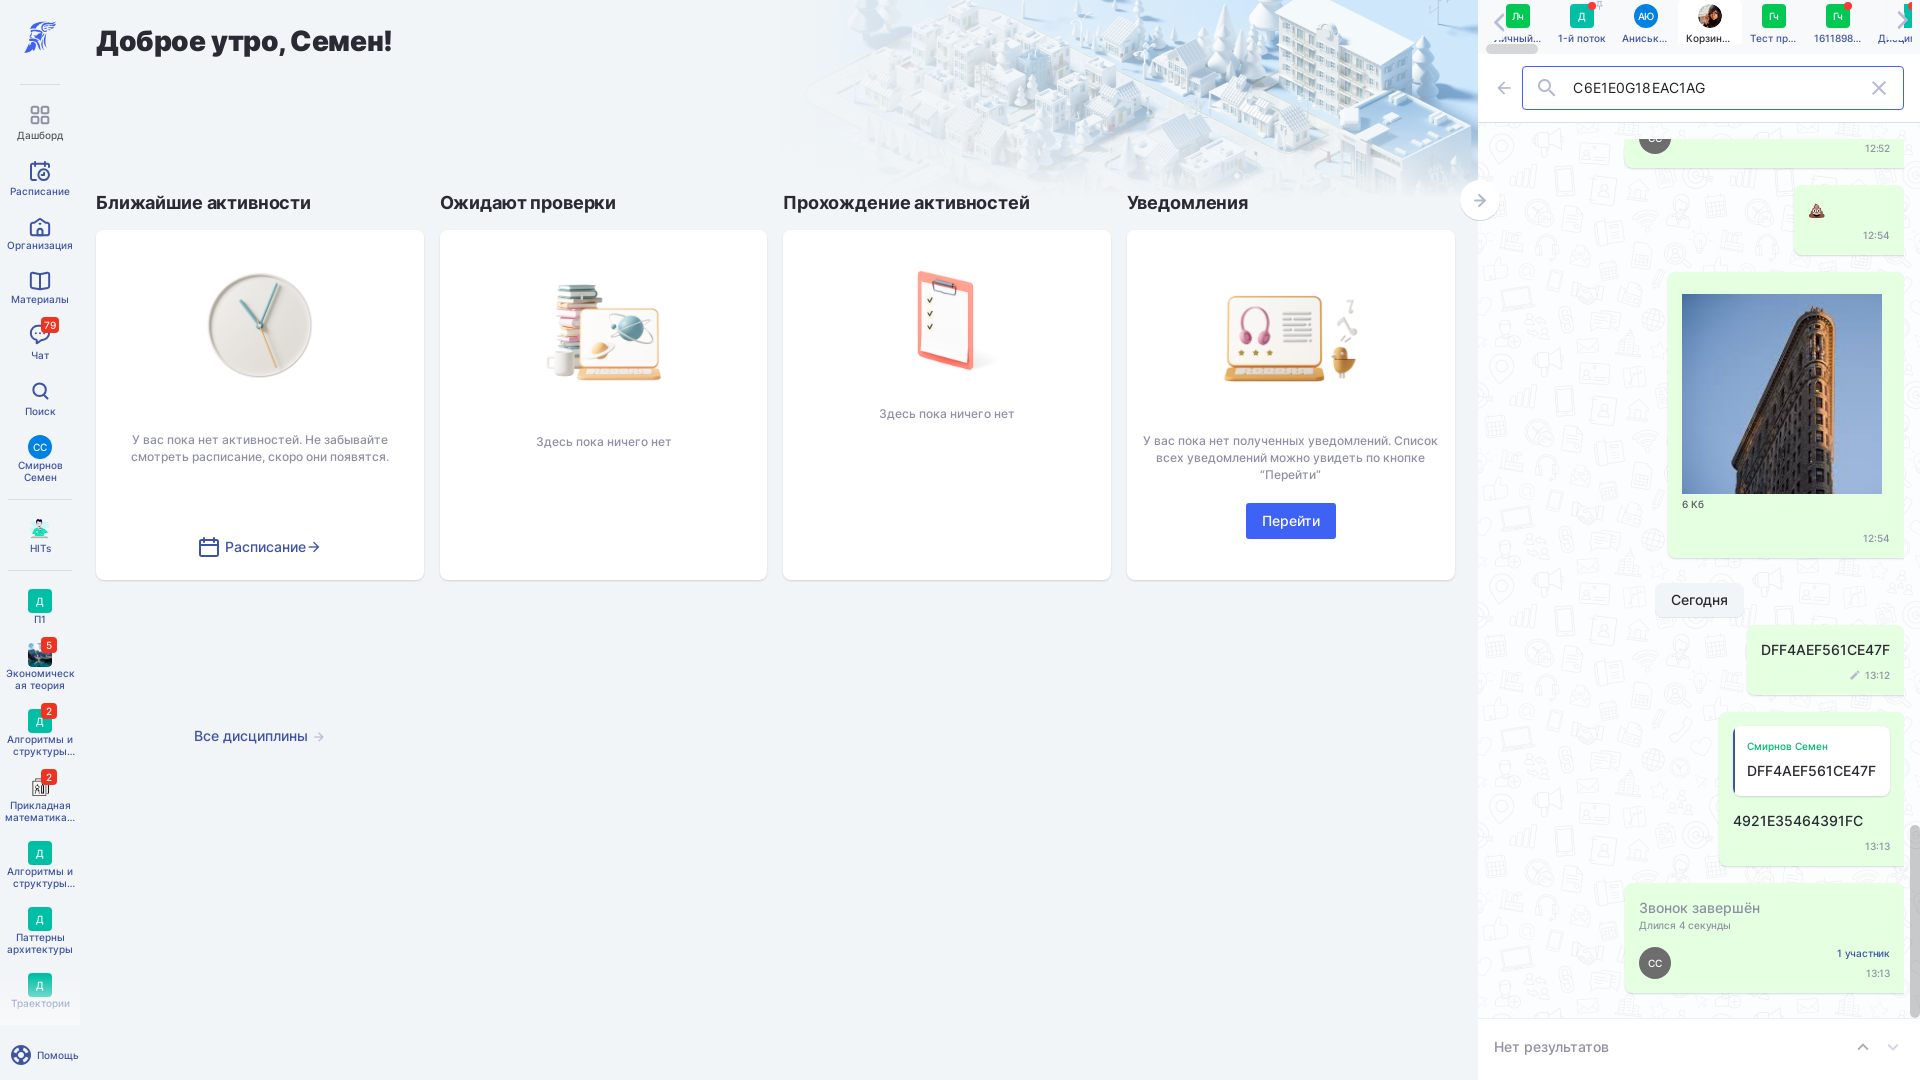 Доброе утро, Семен!
Дашборд
Расписание
Организация
Материалы
79
Чат
Поиск
СС
Смирнов
Семен
HITs
Д
П1
5
Экономическ
ая теория
Д
2
Алгоритмы и
структуры...
2
Прикладная
математика...
Д
Алгоритмы и
структуры...
Д
Паттерны
архитектуры
Д
Траектории
Помощь
Ближайшие активности
У вас пока нет активностей. Не забывайте
смотреть расписание, скоро они появятся.
Расписание
Ожидают проверки
Здесь пока ничего нет
Прохождение активностей
Здесь пока ничего нет
Уведомления
У вас пока нет полученных уведомлений. Список
всех уведомлений можно увидеть по кнопке
“Перейти”
Перейти
Все дисциплины
Лч
Личный...
Д
1-й поток
АЮ
Аниськ...
Корзин...
Гч
Тест пр...
Гч
1611898...
C6E1E0G18EAC1AG
СС
12:52
💩
12:54
6 Кб
12:54
Сегодня
DFF4AEF561CE47F
13:12
Смирнов Семен
DFF4AEF561CE47F
4921E35464391FC
13:13
Звонок завершён
Длился 4 секунды
1 участник
СС
13:13
Нет результатов